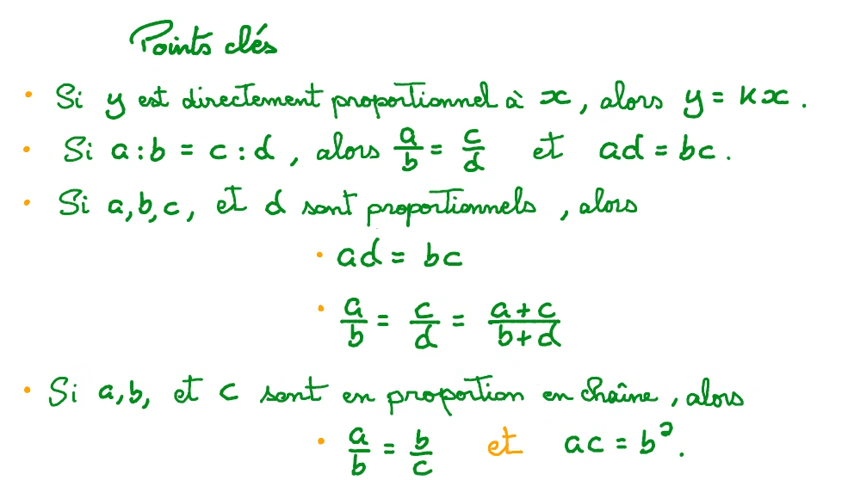 Points clés
• Si y est directement proportionnel à x, alors y = kx.
• Si a:b = c:d, alors a/b = c/d et ad = bc.
• Si a,b,c, et d sont proportionnels, alors
• ad = bc
• a/b = c/d = (a+c)/(b+d)
• Si a,b, et c sont en proportion en chaîne, alors
• a/b = b/c et ac = b².